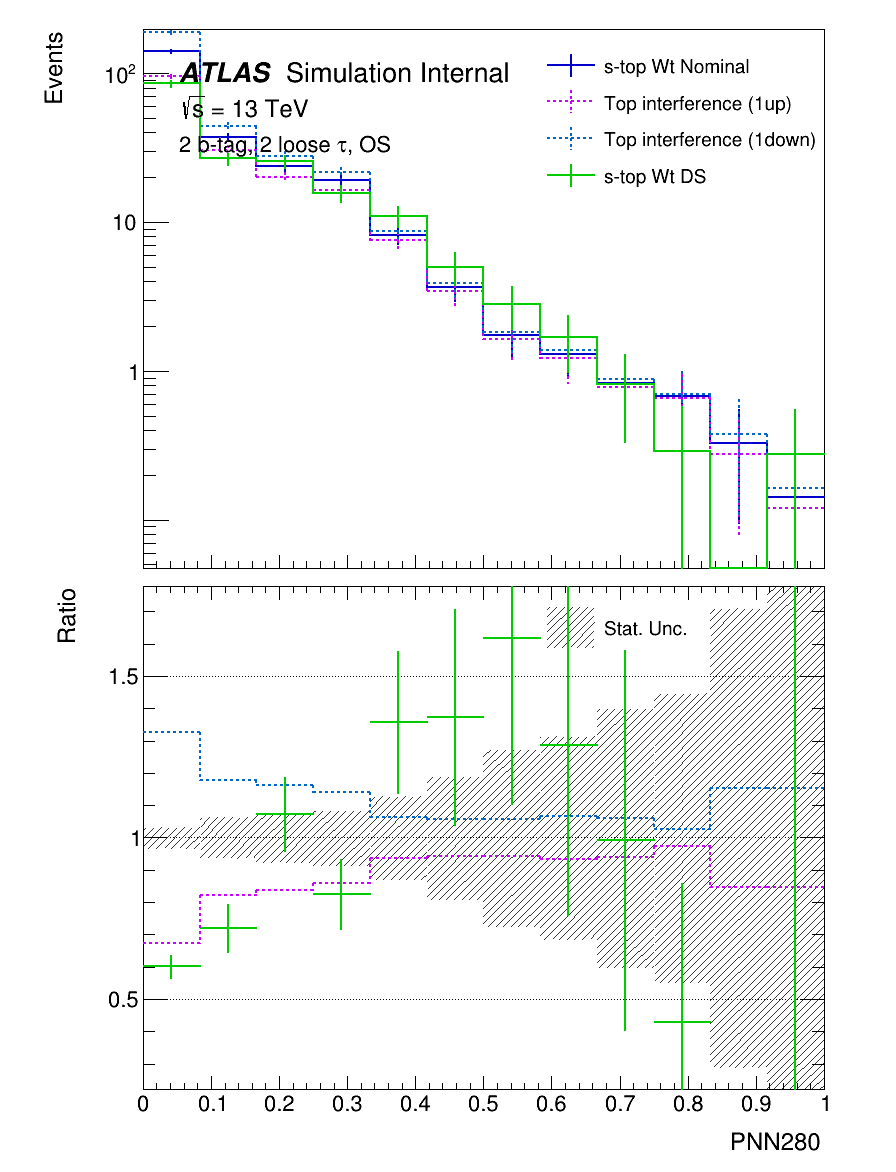 Events
10²
10
1
ATLAS Simulation Internal
√s = 13 TeV
2 b-tag, 2 loose τ, OS
s-top Wt Nominal
Top interference (1up)
Top interference (1down)
s-top Wt DS
Ratio
1.5
1
0.5
Stat. Unc.
0 0.1 0.2 0.3 0.4 0.5 0.6 0.7 0.8 0.9 1
PNN280